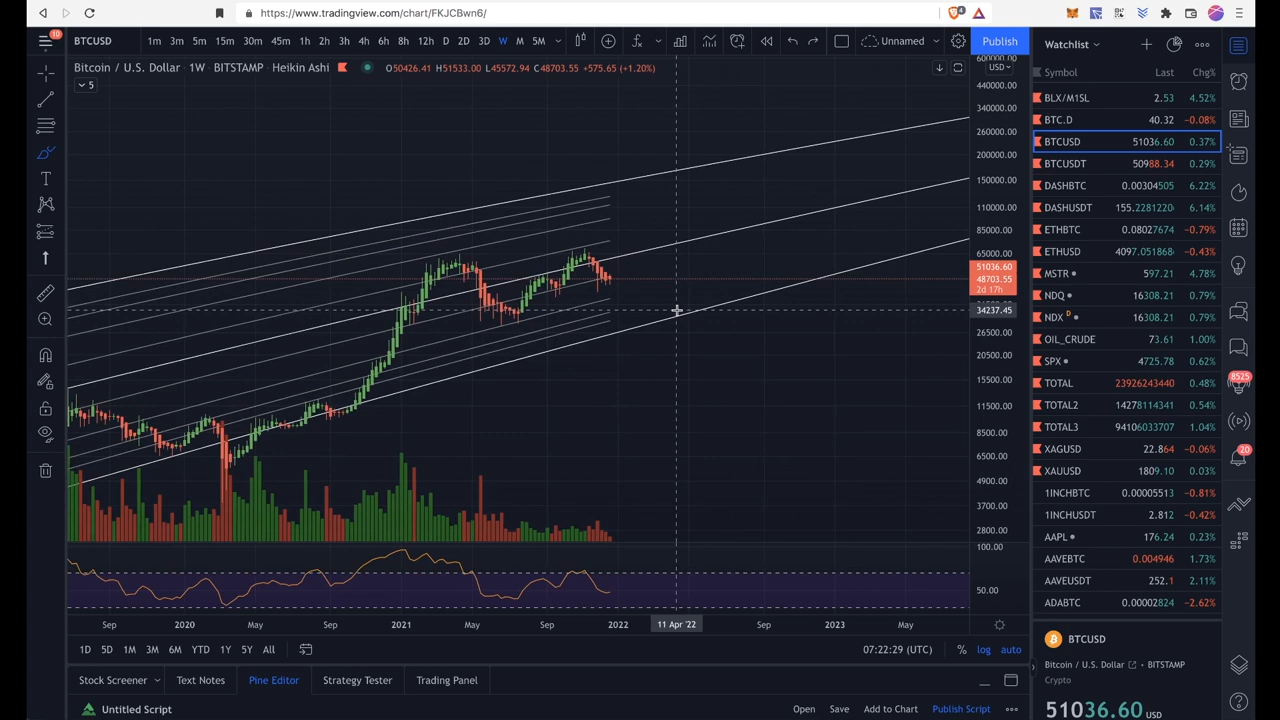 https://www.tradingview.com/chart/FKJCBwn6/
10
BTCUSD 1m 3m 5m 15m 30m 1h 2h 3h 4h 6h 8h 12h D 2D 3D W M 5M Unnamed Publish
Bitcoin / U.S. Dollar · 1W · BITSTAMP · Heikin Ashi O50426.41 H51533.00 L45572.94 C48703.55 +575.65 (+1.20%)
5
USD
600000.00
440000.00
340000.00
260000.00
200000.00
150000.00
110000.00
85000.00
65000.00
51036.60
48703.55
2d 17h
34237.45
26500.00
20500.00
15500.00
11500.00
8500.00
6500.00
4900.00
3700.00
2800.00
100.00
50.00
Sep 2020 May Sep 2021 May Sep 2022 11 Apr '22 Sep 2023 May
1D 5D 1M 3M 6M YTD 1Y 5Y All 07:22:29 (UTC) % log auto
Stock Screener Text Notes Pine Editor Strategy Tester Trading Panel
Untitled Script Open Save Add to Chart Publish Script
Watchlist
Symbol Last Chg%
BLX/M1SL 2.53 4.52%
BTC.D 40.32 −0.08%
BTCUSD 51036.60 0.37%
BTCUSDT 50988.34 0.29%
DASHBTC 0.00304505 6.22%
DASHUSDT 155.2281220 6.14%
ETHBTC 0.08027674 −0.79%
ETHUSD 4097.051868 −0.43%
MSTR 597.21 4.78%
NDQ 16308.21 0.79%
NDX D 16308.21 0.79%
OIL_CRUDE 73.61 1.00%
SPX 4725.78 0.62%
TOTAL 23926243440 0.48%
TOTAL2 14278114341 0.54%
TOTAL3 94106033707 1.04%
XAGUSD 22.864 −0.06%
XAUUSD 1809.10 0.03%
1INCHBTC 0.00005513 −0.81%
1INCHUSDT 2.812 −0.42%
AAPL 176.24 0.23%
AAVEBTC 0.004946 1.73%
AAVEUSDT 252.1 2.11%
ADABTC 0.00002824 −2.62%
BTCUSD
Bitcoin / U.S. Dollar · BITSTAMP
Crypto
51036.60 USD
8525
20